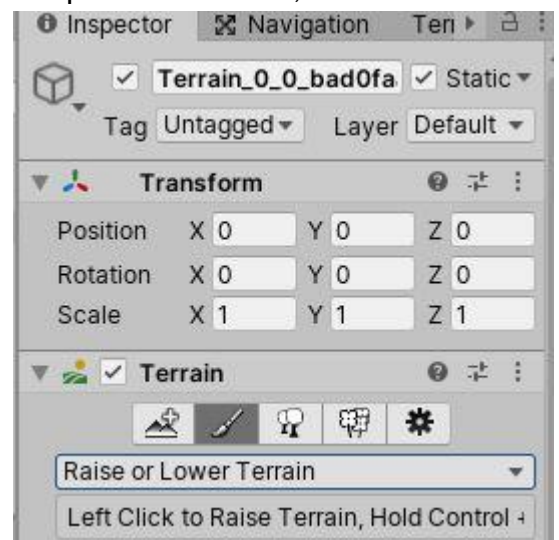 Inspector Navigation Terr
Terrain_0_0_bad0fa Static
Tag Untagged Layer Default
Transform
Position X 0 Y 0 Z 0
Rotation X 0 Y 0 Z 0
Scale X 1 Y 1 Z 1
Terrain
Raise or Lower Terrain
Left Click to Raise Terrain, Hold Control +